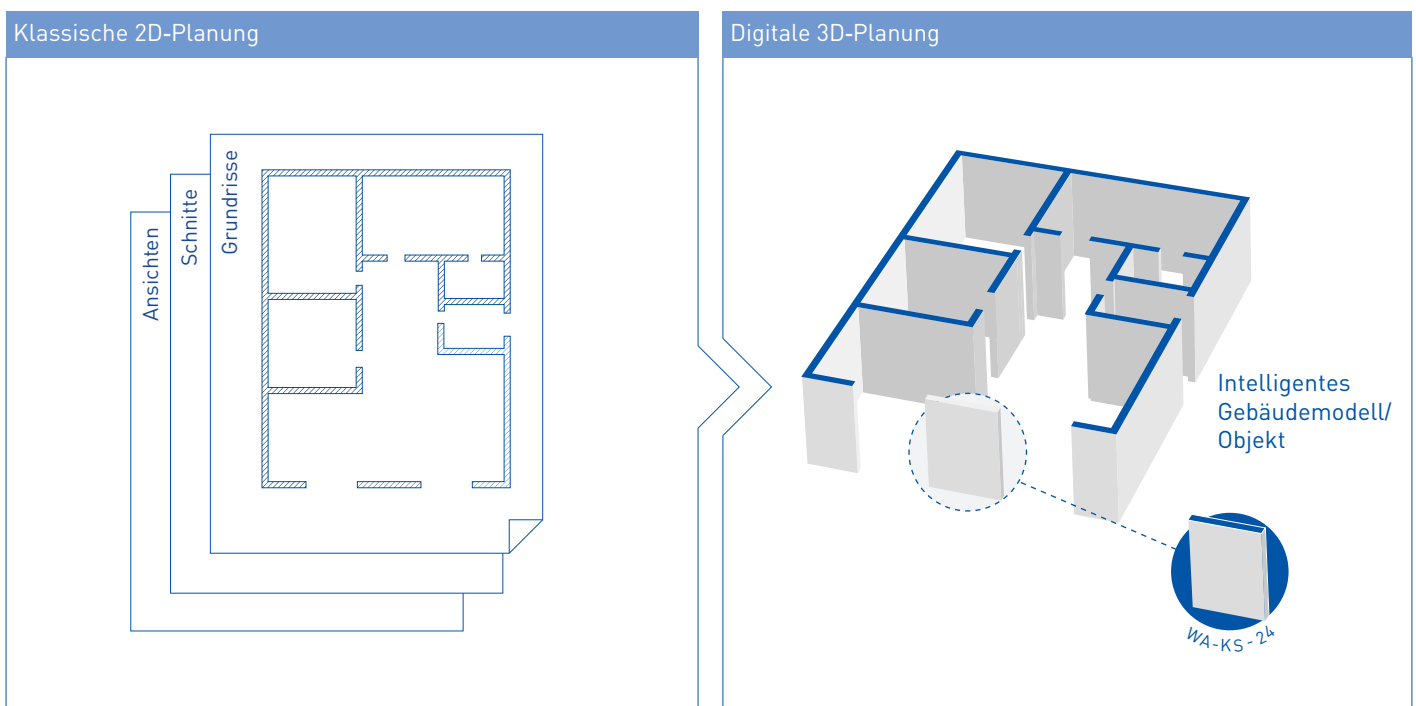 Klassische 2D-Planung
Ansichten
Schnitte
Grundrisse
Digitale 3D-Planung
Intelligentes
Gebäudemodell/
Objekt
WA-KS-24